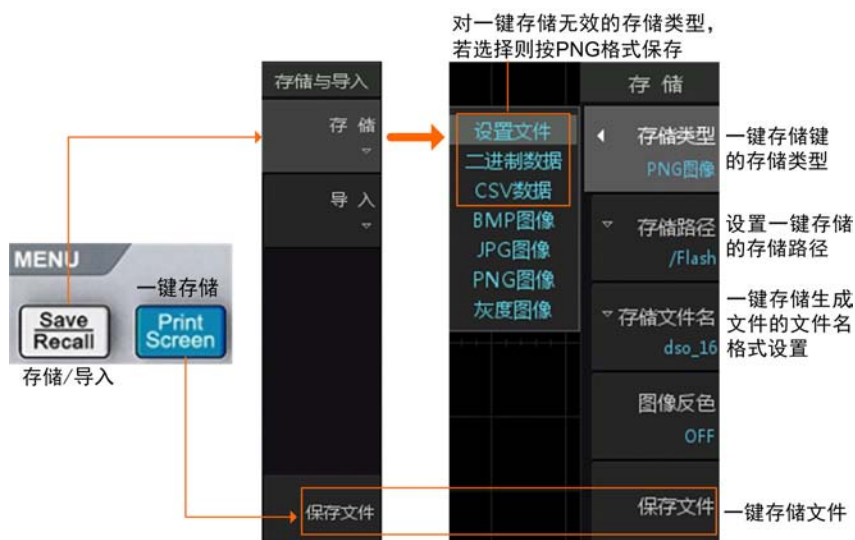 对一键存储无效的存储类型，
若选择则按PNG格式保存
存储与导入
存 储
导 入
保存文件
MENU
一键存储
Save
Recall
Print
Screen
存储/导入
设置文件
二进制数据
CSV数据
BMP图像
JPG图像
PNG图像
灰度图像
存 储
存储类型
PNG图像
一键存储键
的存储类型
存储路径
/Flash
设置一键存储
的存储路径
存储文件名
dso_16
一键存储生成
文件的文件名
格式设置
图像反色
OFF
保存文件
一键存储文件